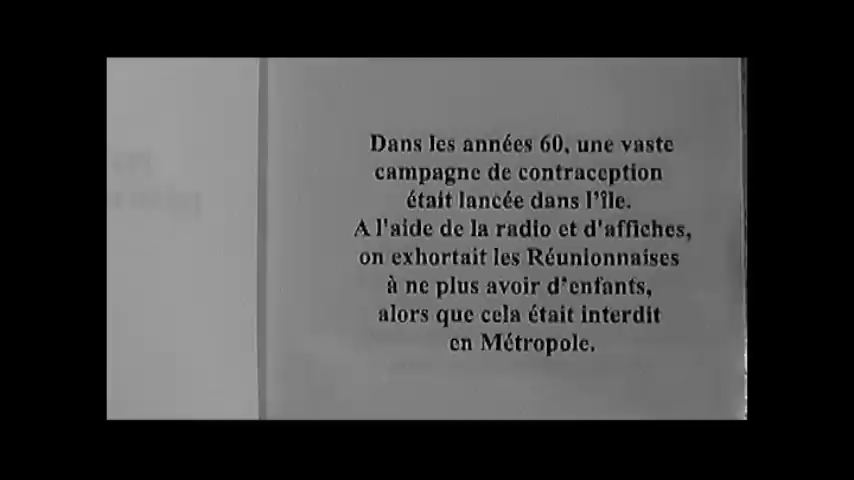 Dans les années 60, une vaste
campagne de contraception
était lancée dans l'île.
A l'aide de la radio et d'affiches,
on exhortait les Réunionnaises
à ne plus avoir d'enfants,
alors que cela était interdit
en Métropole.